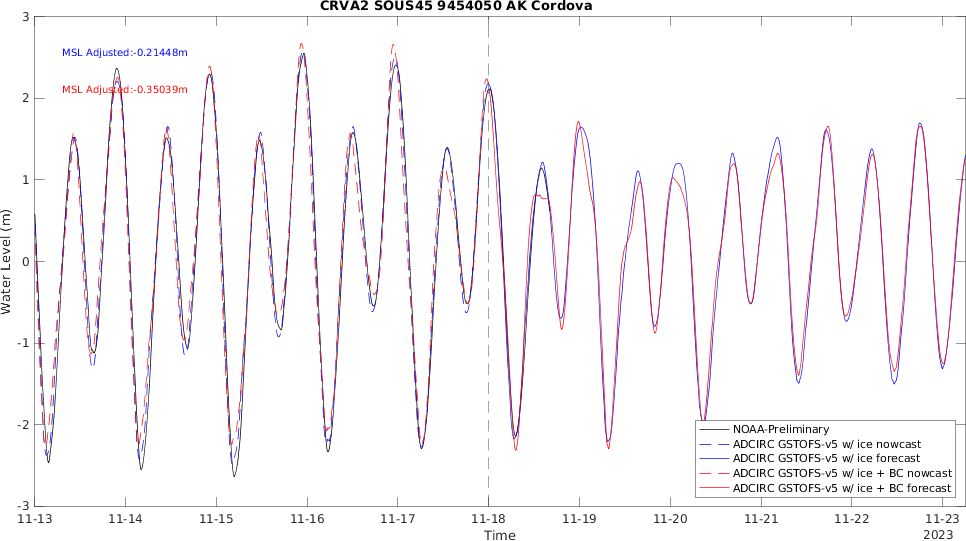 CRVA2 SOUS45 9454050 AK Cordova
MSL Adjusted:-0.21448m
MSL Adjusted:-0.35039m
Water Level (m)
3
2
1
0
-1
-2
-3
NOAA-Preliminary
ADCIRC GSTOFS-v5 w/ ice nowcast
ADCIRC GSTOFS-v5 w/ ice forecast
ADCIRC GSTOFS-v5 w/ ice + BC nowcast
ADCIRC GSTOFS-v5 w/ ice + BC forecast
11-13 11-14 11-15 11-16 11-17 11-18 11-19 11-20 11-21 11-22 11-23
Time
2023